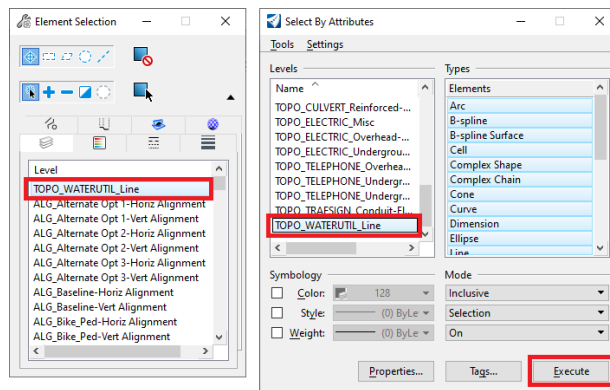 Element Selection
Level
TOPO_WATERUTIL_Line
ALG_Alternate Opt 1-Horiz Alignment
ALG_Alternate Opt 1-Vert Alignment
ALG_Alternate Opt 2-Horiz Alignment
ALG_Alternate Opt 2-Vert Alignment
ALG_Alternate Opt 3-Horiz Alignment
ALG_Alternate Opt 3-Vert Alignment
ALG_Baseline-Horiz Alignment
ALG_Baseline-Vert Alignment
ALG_Bike_Ped-Horiz Alignment
ALG_Bike_Ped-Vert Alignment
Select By Attributes
Tools Settings
Levels
Name
TOPO_CULVERT_Reinforced-...
TOPO_ELECTRIC_Misc
TOPO_ELECTRIC_Overhead-...
TOPO_ELECTRIC_Undergrou...
TOPO_TELEPHONE_Overhea...
TOPO_TELEPHONE_Undergr...
TOPO_TELEPHONE_Undergr...
TOPO_TRAFSIGN_Conduit-El...
TOPO_WATERUTIL_Line
Types
Elements
Arc
B-spline
B-spline Surface
Cell
Complex Shape
Complex Chain
Cone
Curve
Dimension
Ellipse
Line
Symbology
Color: 128
Style: (0) ByLe
Weight: (0) ByLe
Mode
Inclusive
Selection
On
Properties... Tags... Execute